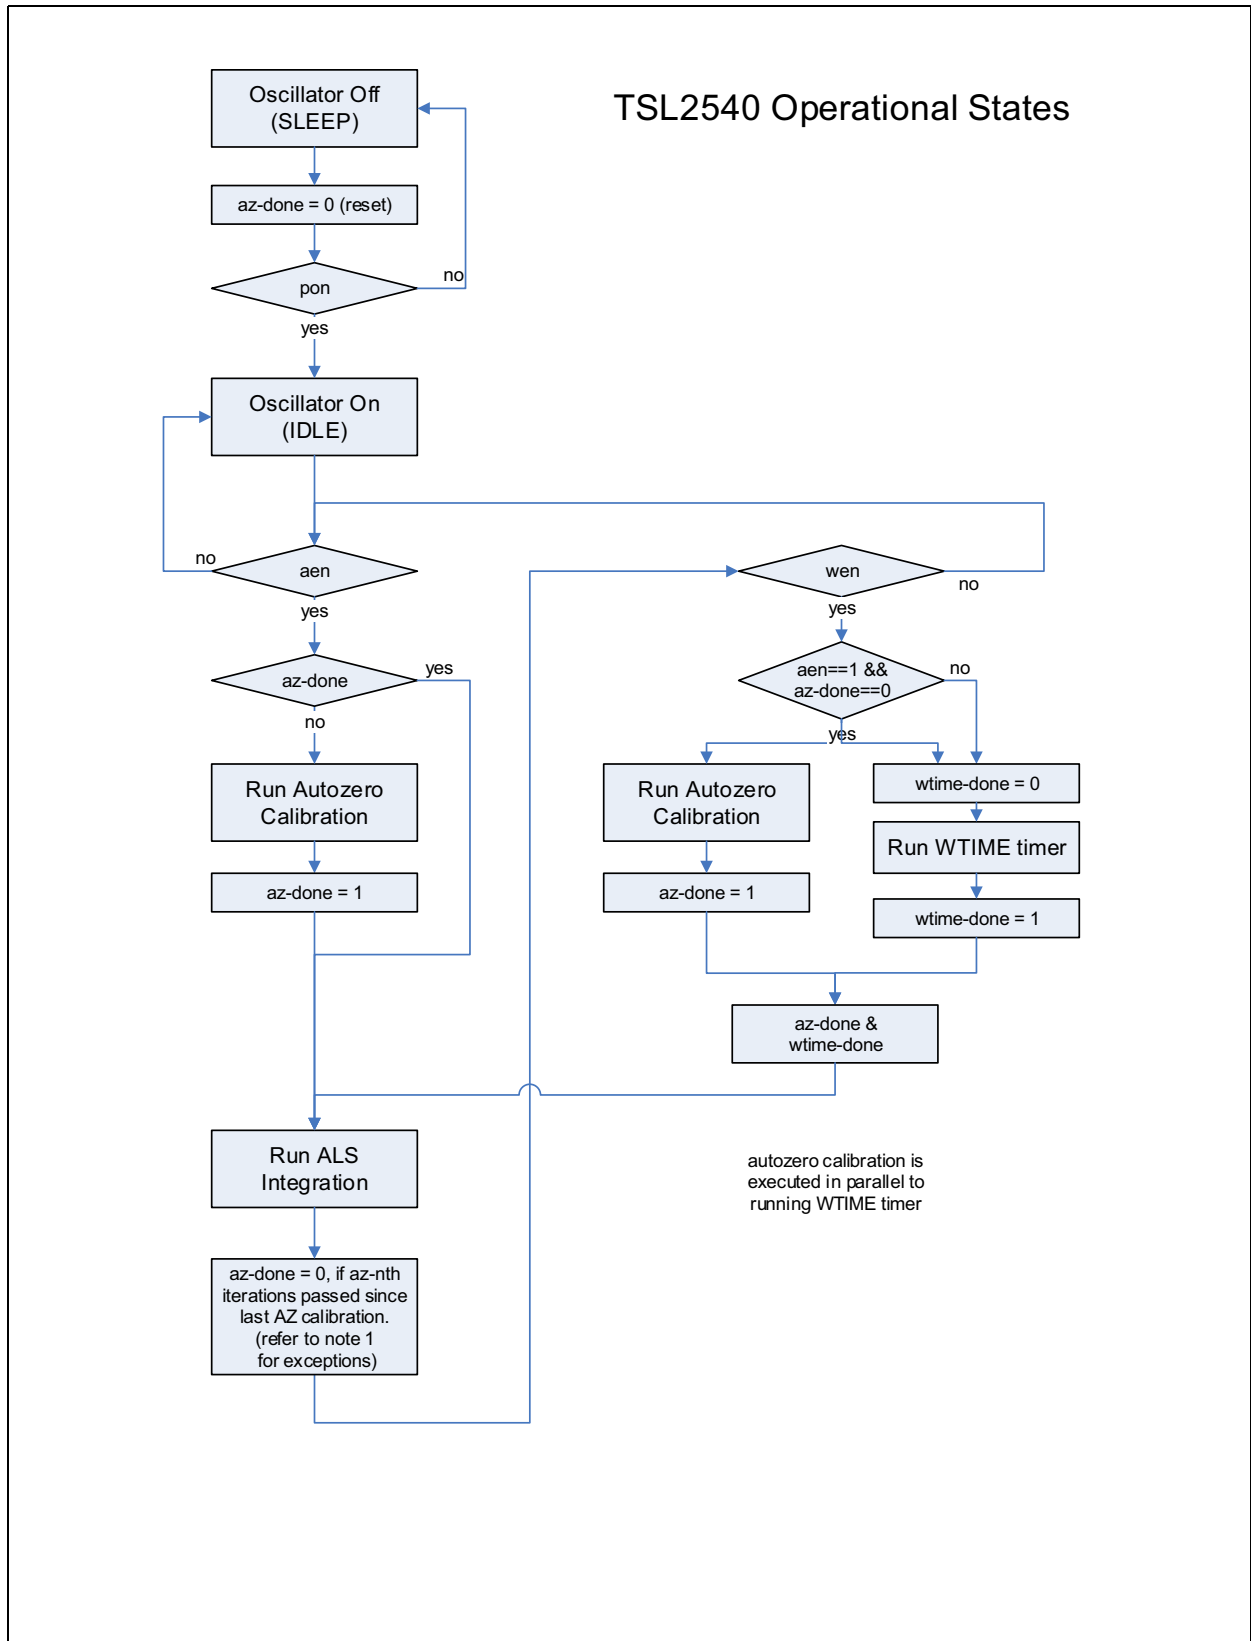 TSL2540 Operational States
Oscillator Off
(SLEEP)
az-done = 0 (reset)
pon
no
yes
Oscillator On
(IDLE)
no
aen
yes
az-done
yes
no
Run Autozero
Calibration
az-done = 1
wen
no
yes
aen==1 &&
az-done==0
no
yes
Run Autozero
Calibration
az-done = 1
wtime-done = 0
Run WTIME timer
wtime-done = 1
az-done &
wtime-done
Run ALS
Integration
autozero calibration is
executed in parallel to
running WTIME timer
az-done = 0, if az-nth
iterations passed since
last AZ calibration.
(refer to note 1
for exceptions)